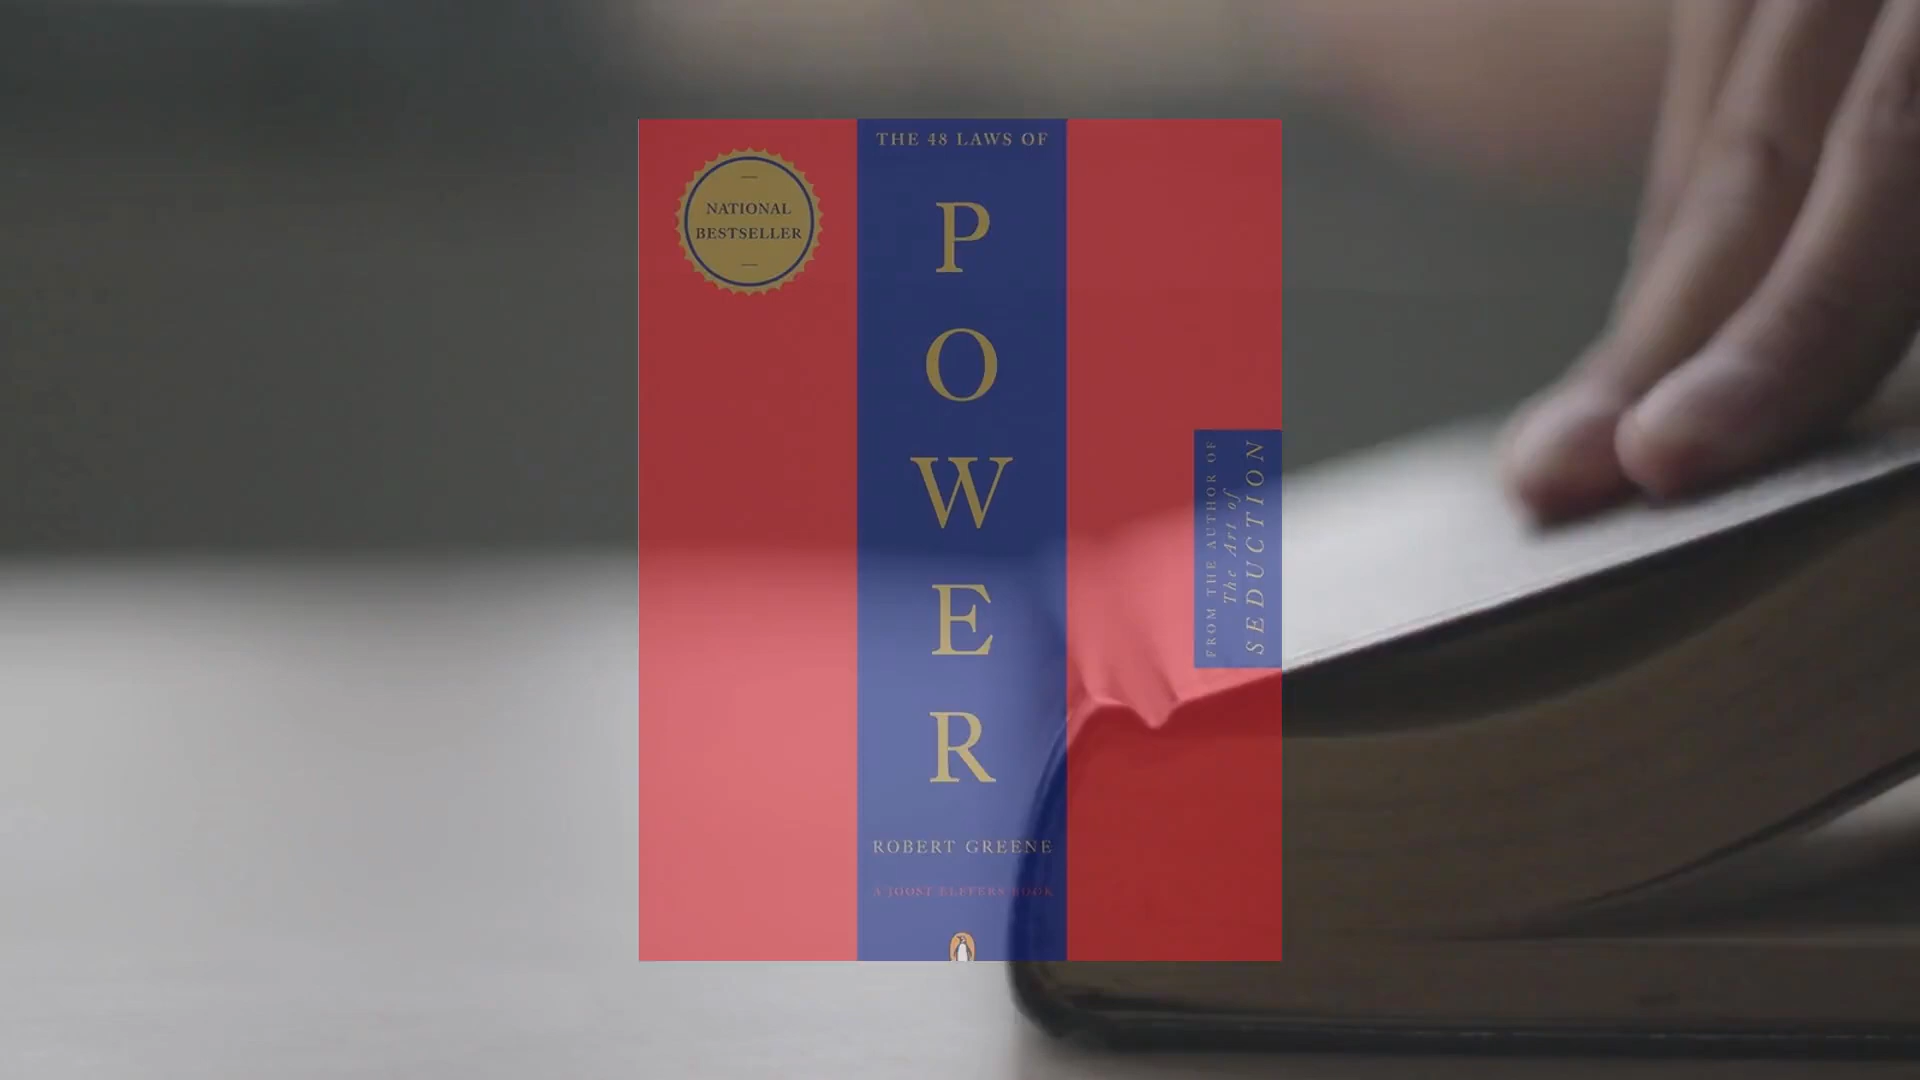 THE 48 LAWS OF
NATIONAL
BESTSELLER
POWER
FROM THE AUTHOR OF
The Art of
SEDUCTION
ROBERT GREENE
A JOOST ELFFERS BOOK